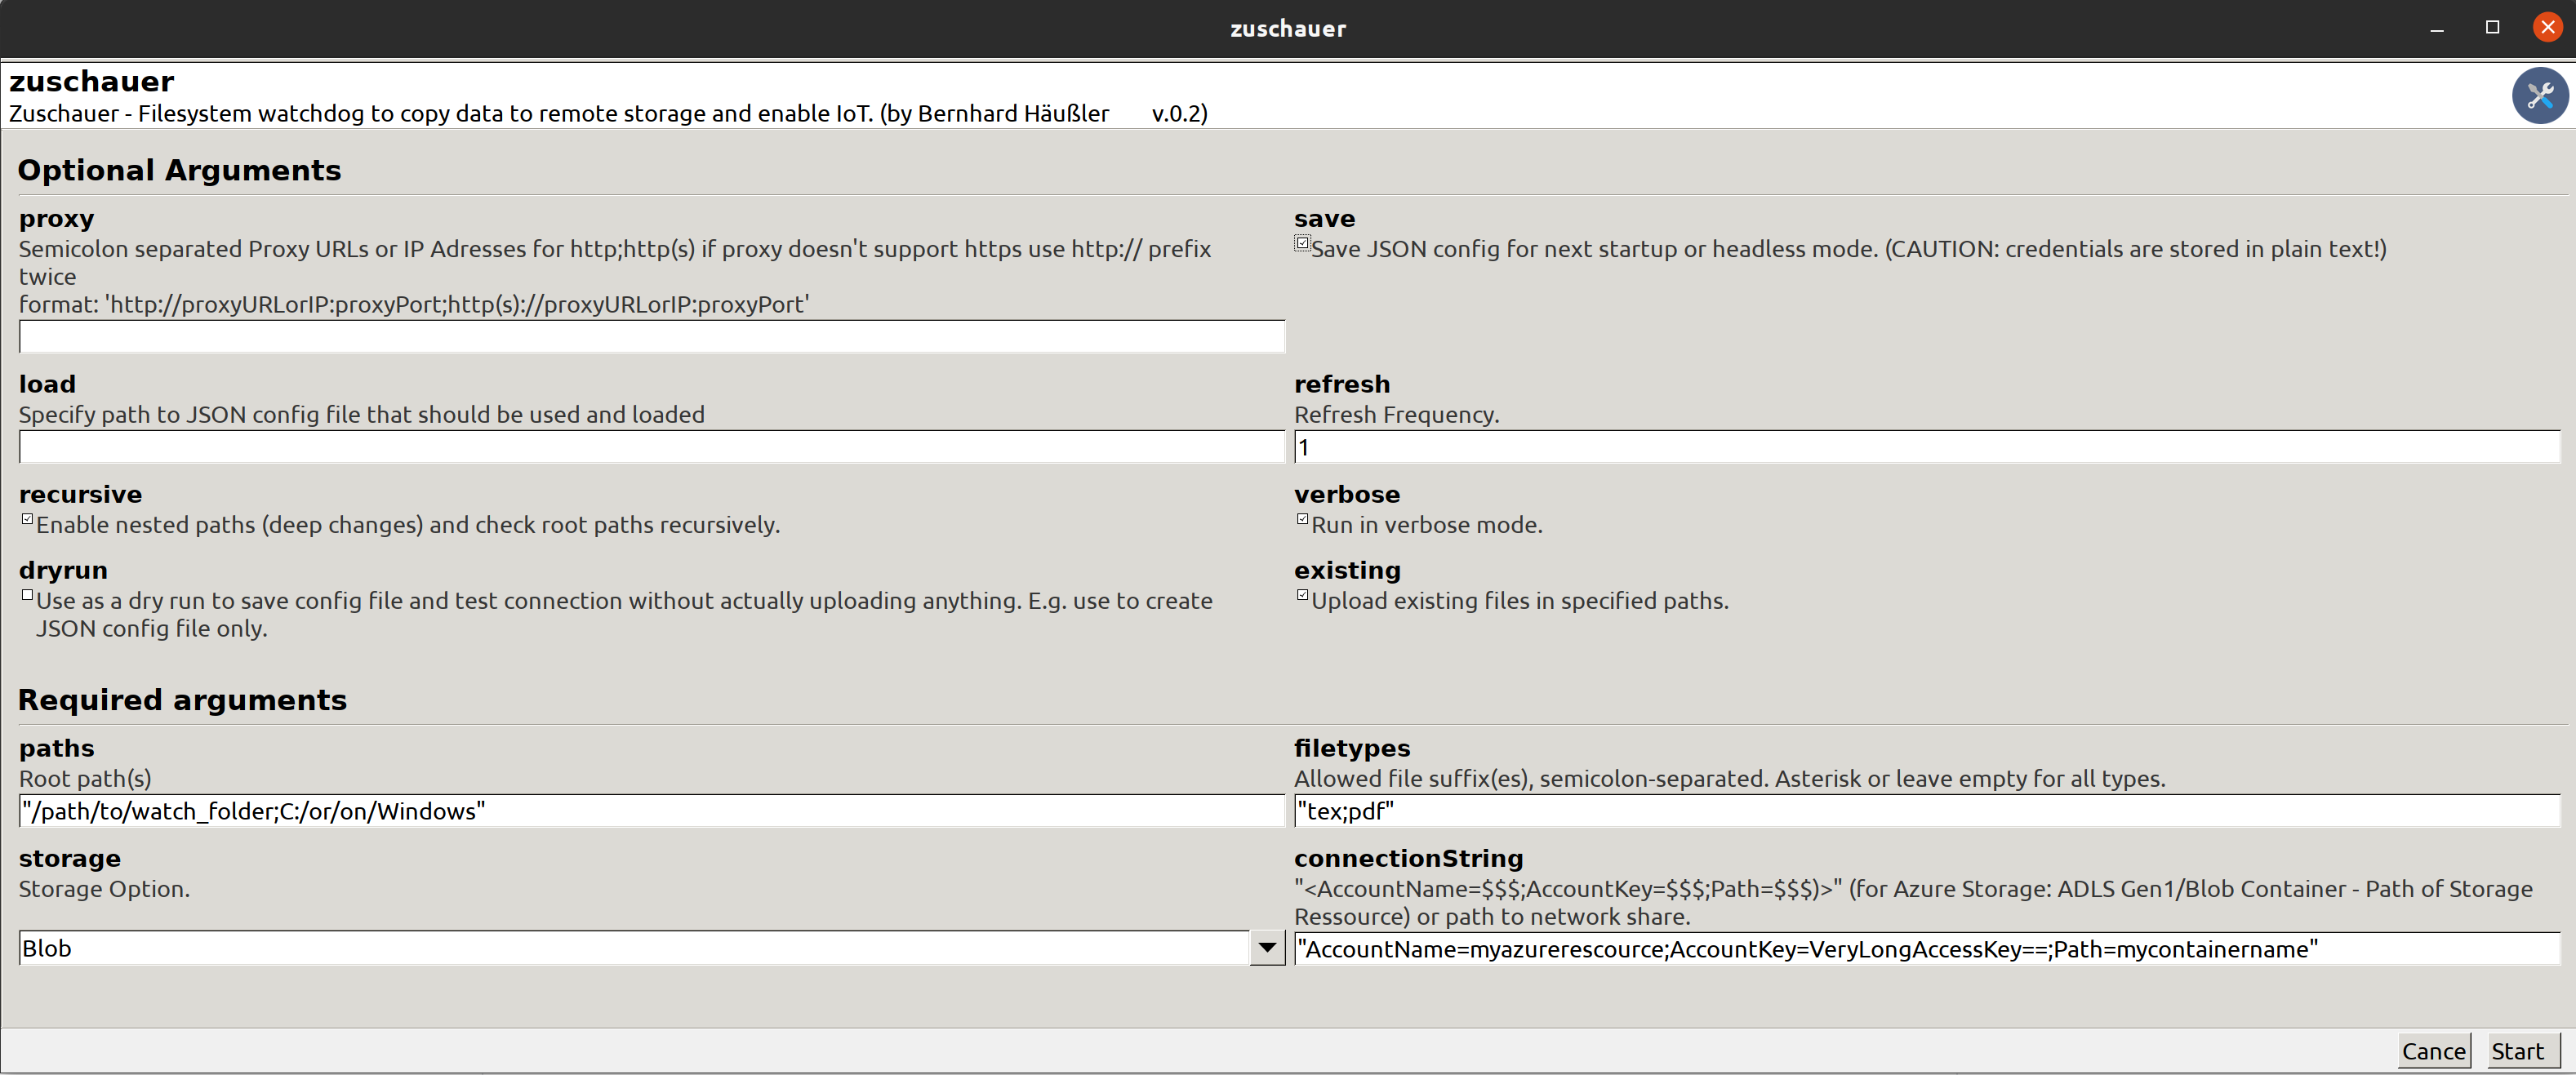 zuschauer
zuschauer
Zuschauer - Filesystem watchdog to copy data to remote storage and enable IoT. (by Bernhard Häußler v.0.2)
Optional Arguments
proxy
Semicolon separated Proxy URLs or IP Adresses for http;http(s) if proxy doesn't support https use http:// prefix
twice
format: 'http://proxyURLorIP:proxyPort;http(s)://proxyURLorIP:proxyPort'
save
Save JSON config for next startup or headless mode. (CAUTION: credentials are stored in plain text!)
load
Specify path to JSON config file that should be used and loaded
refresh
Refresh Frequency.
1
recursive
Enable nested paths (deep changes) and check root paths recursively.
verbose
Run in verbose mode.
dryrun
Use as a dry run to save config file and test connection without actually uploading anything. E.g. use to create
JSON config file only.
existing
Upload existing files in specified paths.
Required arguments
paths
Root path(s)
"/path/to/watch_folder;C:/or/on/Windows"
filetypes
Allowed file suffix(es), semicolon-separated. Asterisk or leave empty for all types.
"tex;pdf"
storage
Storage Option.
Blob
connectionString
"<AccountName=$$$;AccountKey=$$$;Path=$$$)>" (for Azure Storage: ADLS Gen1/Blob Container - Path of Storage
Ressource) or path to network share.
"AccountName=myazurerescource;AccountKey=VeryLongAccessKey==;Path=mycontainername"
Cance
Start